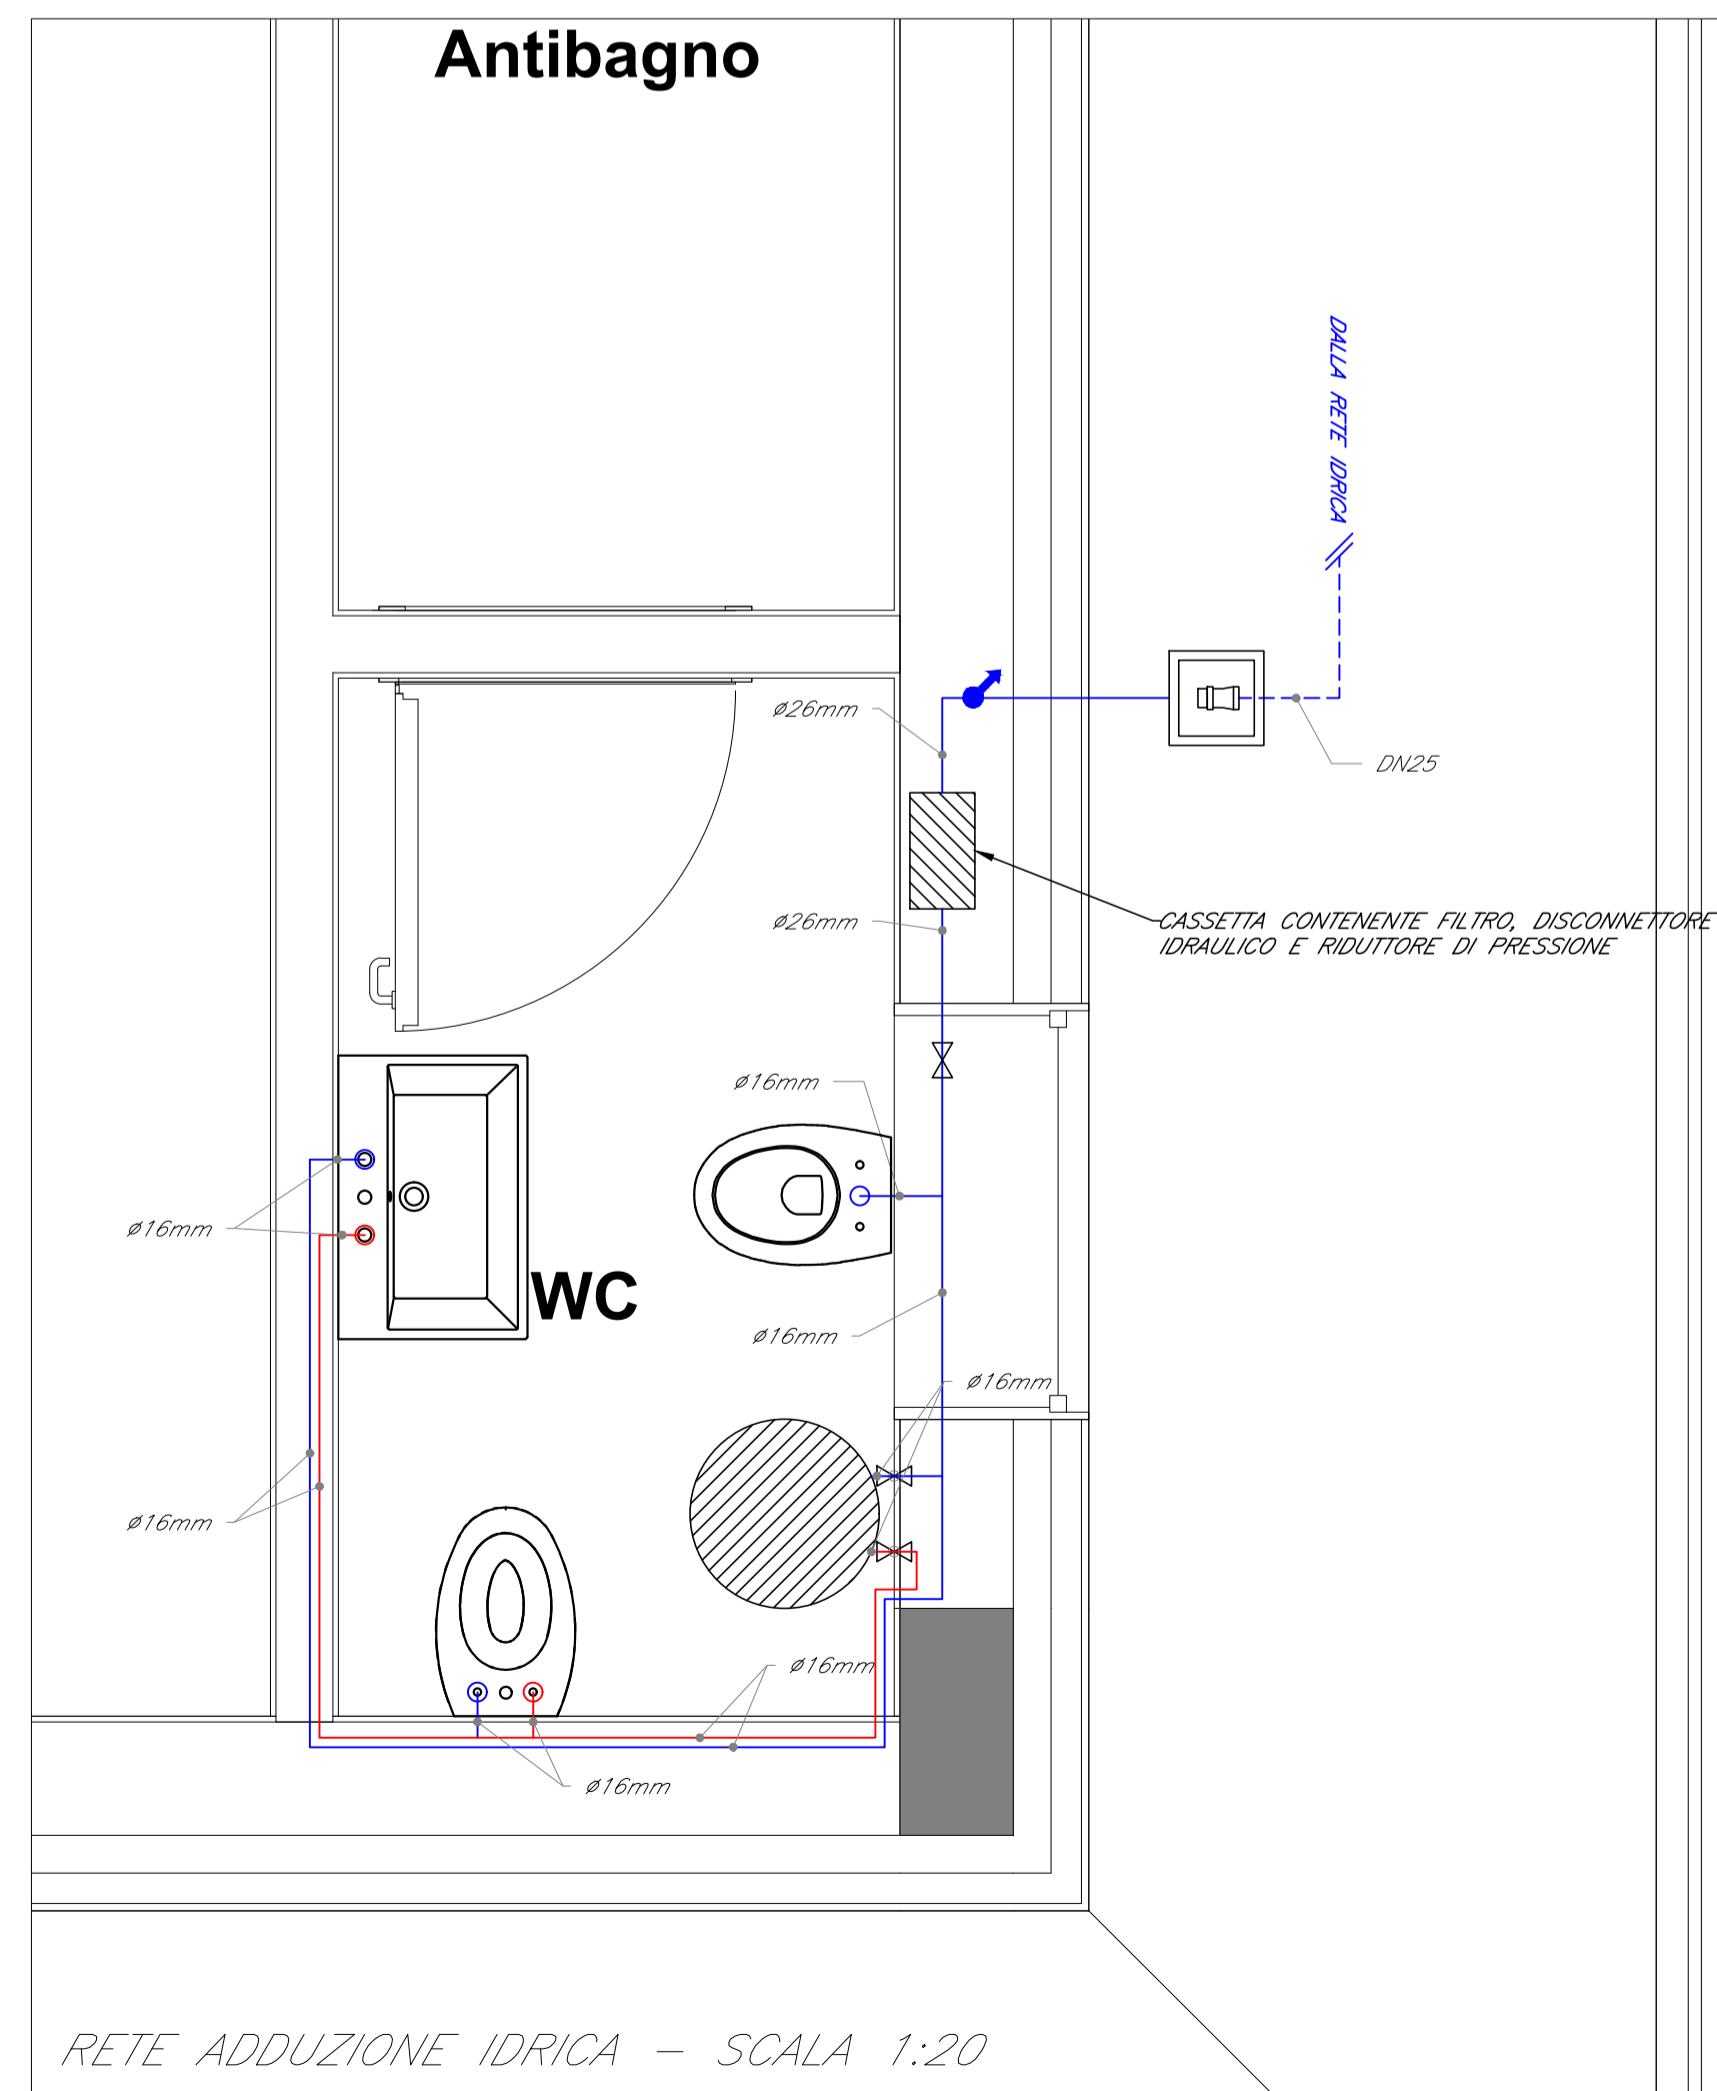 Antibagno
DALLA RETE IDRICA
ø26mm
DN25
ø26mm
CASSETTA CONTENENTE FILTRO, DISCONNETTORE
IDRAULICO E RIDUTTORE DI PRESSIONE
ø16mm
ø16mm
WC
ø16mm
ø16mm
ø16mm
ø16mm
ø16mm
RETE ADDUZIONE IDRICA – SCALA 1:20